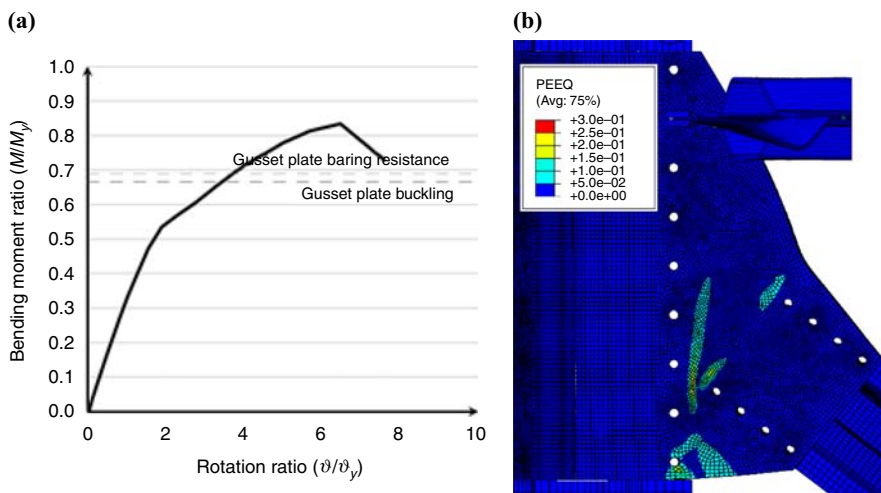 (a)
1.0
0.9
0.8
0.7
0.6
0.5
0.4
0.3
0.2
0.1
0.0
Bending moment ratio (M/My)
Gusset plate baring resistance
Gusset plate buckling
0 2 4 6 8 10
Rotation ratio (ϑ/ϑy)
(b)
PEEQ
(Avg: 75%)
+3.0e–01
+2.5e–01
+2.0e–01
+1.5e–01
+1.0e–01
+5.0e–02
+0.0e+00